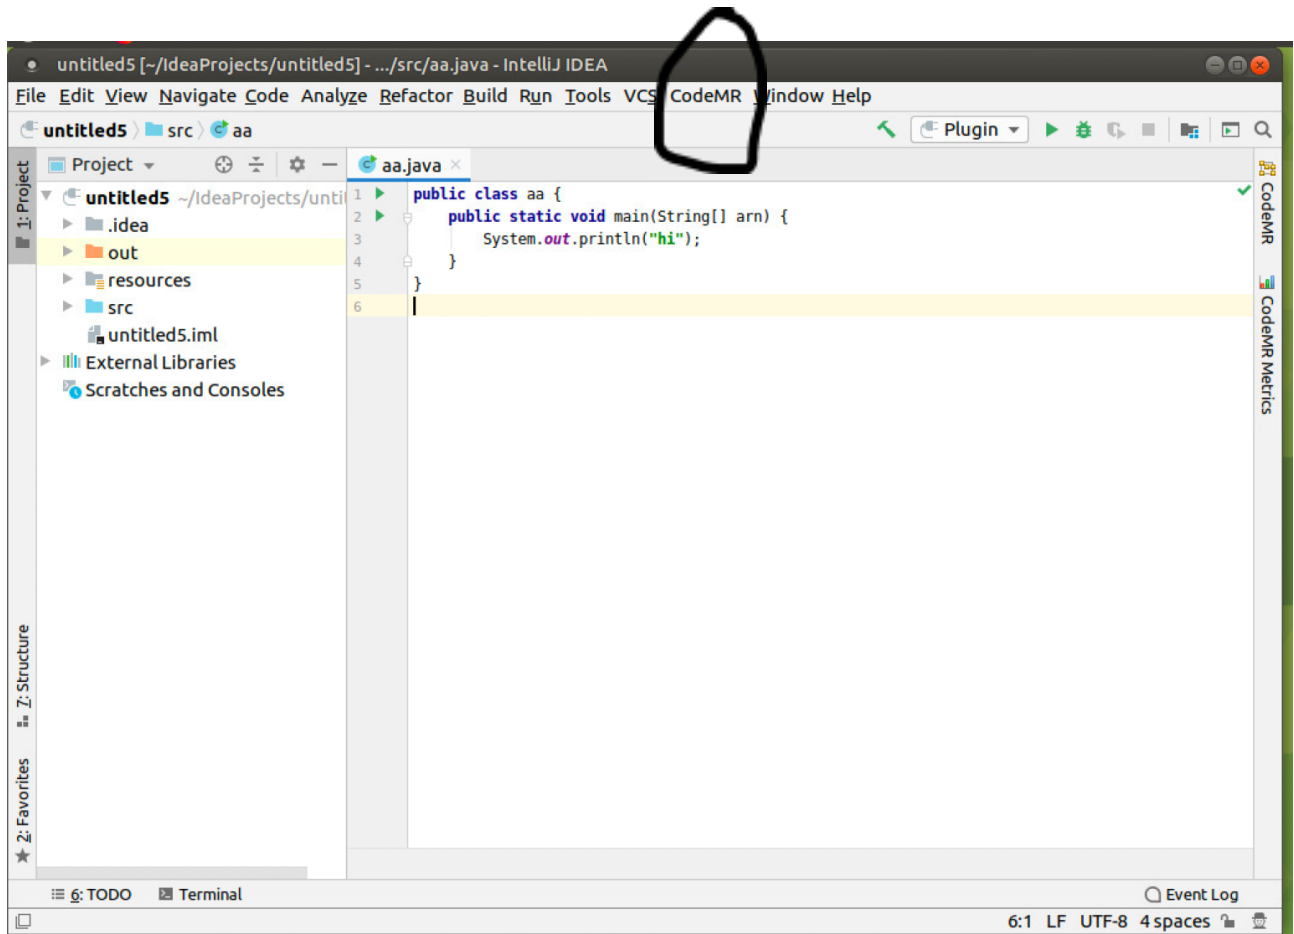 untitled5 [~/IdeaProjects/untitled5] - .../src/aa.java - IntelliJ IDEA
File Edit View Navigate Code Analyze Refactor Build Run Tools VCS CodeMR Window Help
untitled5 src aa
Plugin
1: Project
Project
aa.java
untitled5 ~/IdeaProjects/unti
.idea
out
resources
src
untitled5.iml
External Libraries
Scratches and Consoles
1 public class aa {
2 public static void main(String[] arn) {
3 System.out.println("hi");
4 }
5 }
6
CodeMR
CodeMR Metrics
7: Structure
2: Favorites
6: TODO Terminal
Event Log
6:1 LF UTF-8 4 spaces